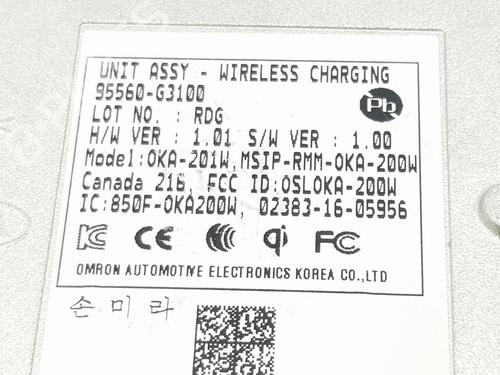 UNIT ASSY - WIRELESS CHARGING
95560-G3100
Pb
LOT NO. : RDG
H/W VER : 1.01 S/W VER : 1.00
Model:OKA-201W,MSIP-RMM-OKA-200W
Canada 216, FCC ID:OSLOKA-200W
IC:850F-OKA200W, 02383-16-05956
KC CE CCC qi FC
OMRON AUTOMOTIVE ELECTRONICS KOREA CO.,LTD
손미라